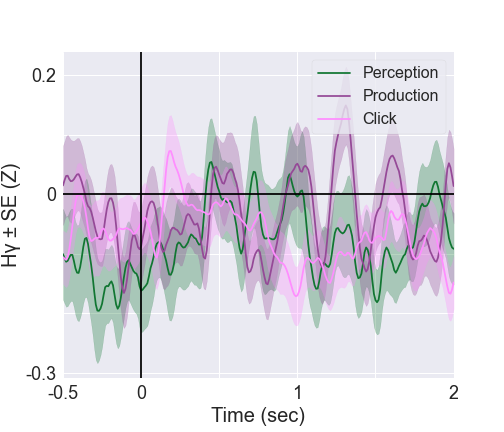 Perception
Production
Click
0.2
0
-0.3
Hγ ± SE (Z)
-0.5
0
1
2
Time (sec)